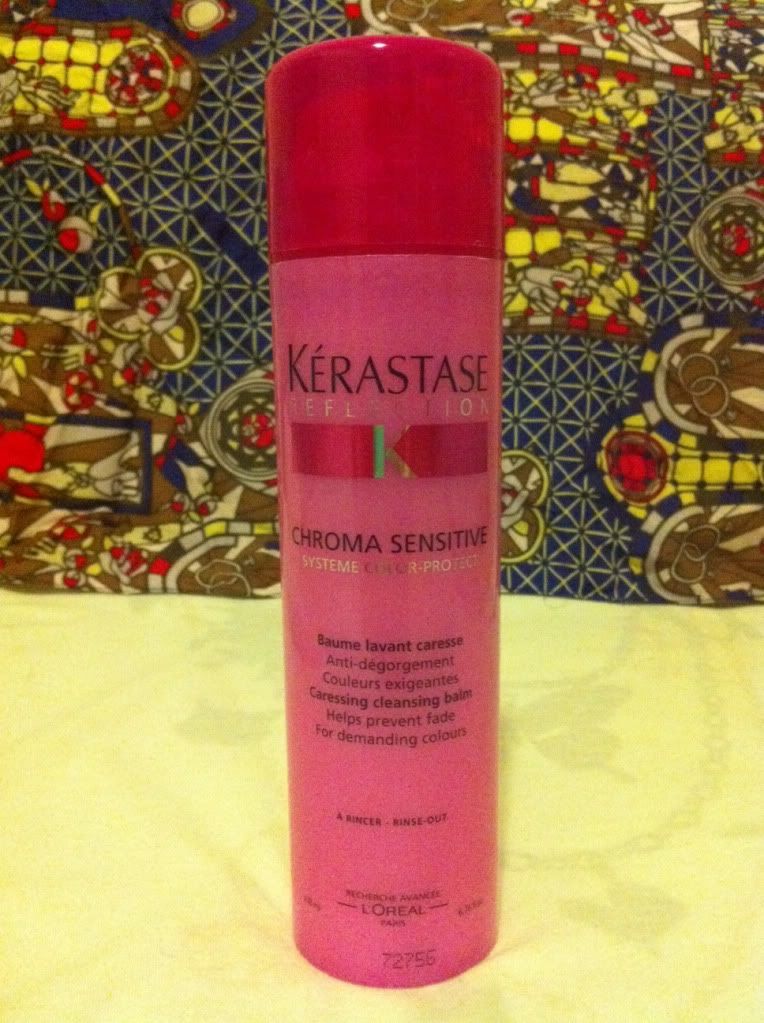 KÉRASTASE
REFLECTION
K
CHROMA SENSITIVE
SYSTEME COLOR-PROTECT
Baume lavant caresse
Anti-dégorgement
Couleurs exigeantes
Caressing cleansing balm
Helps prevent fade
For demanding colours
À RINCER - RINSE-OUT
RECHERCHE AVANCÉE
L'ORÉAL
PARIS
72756